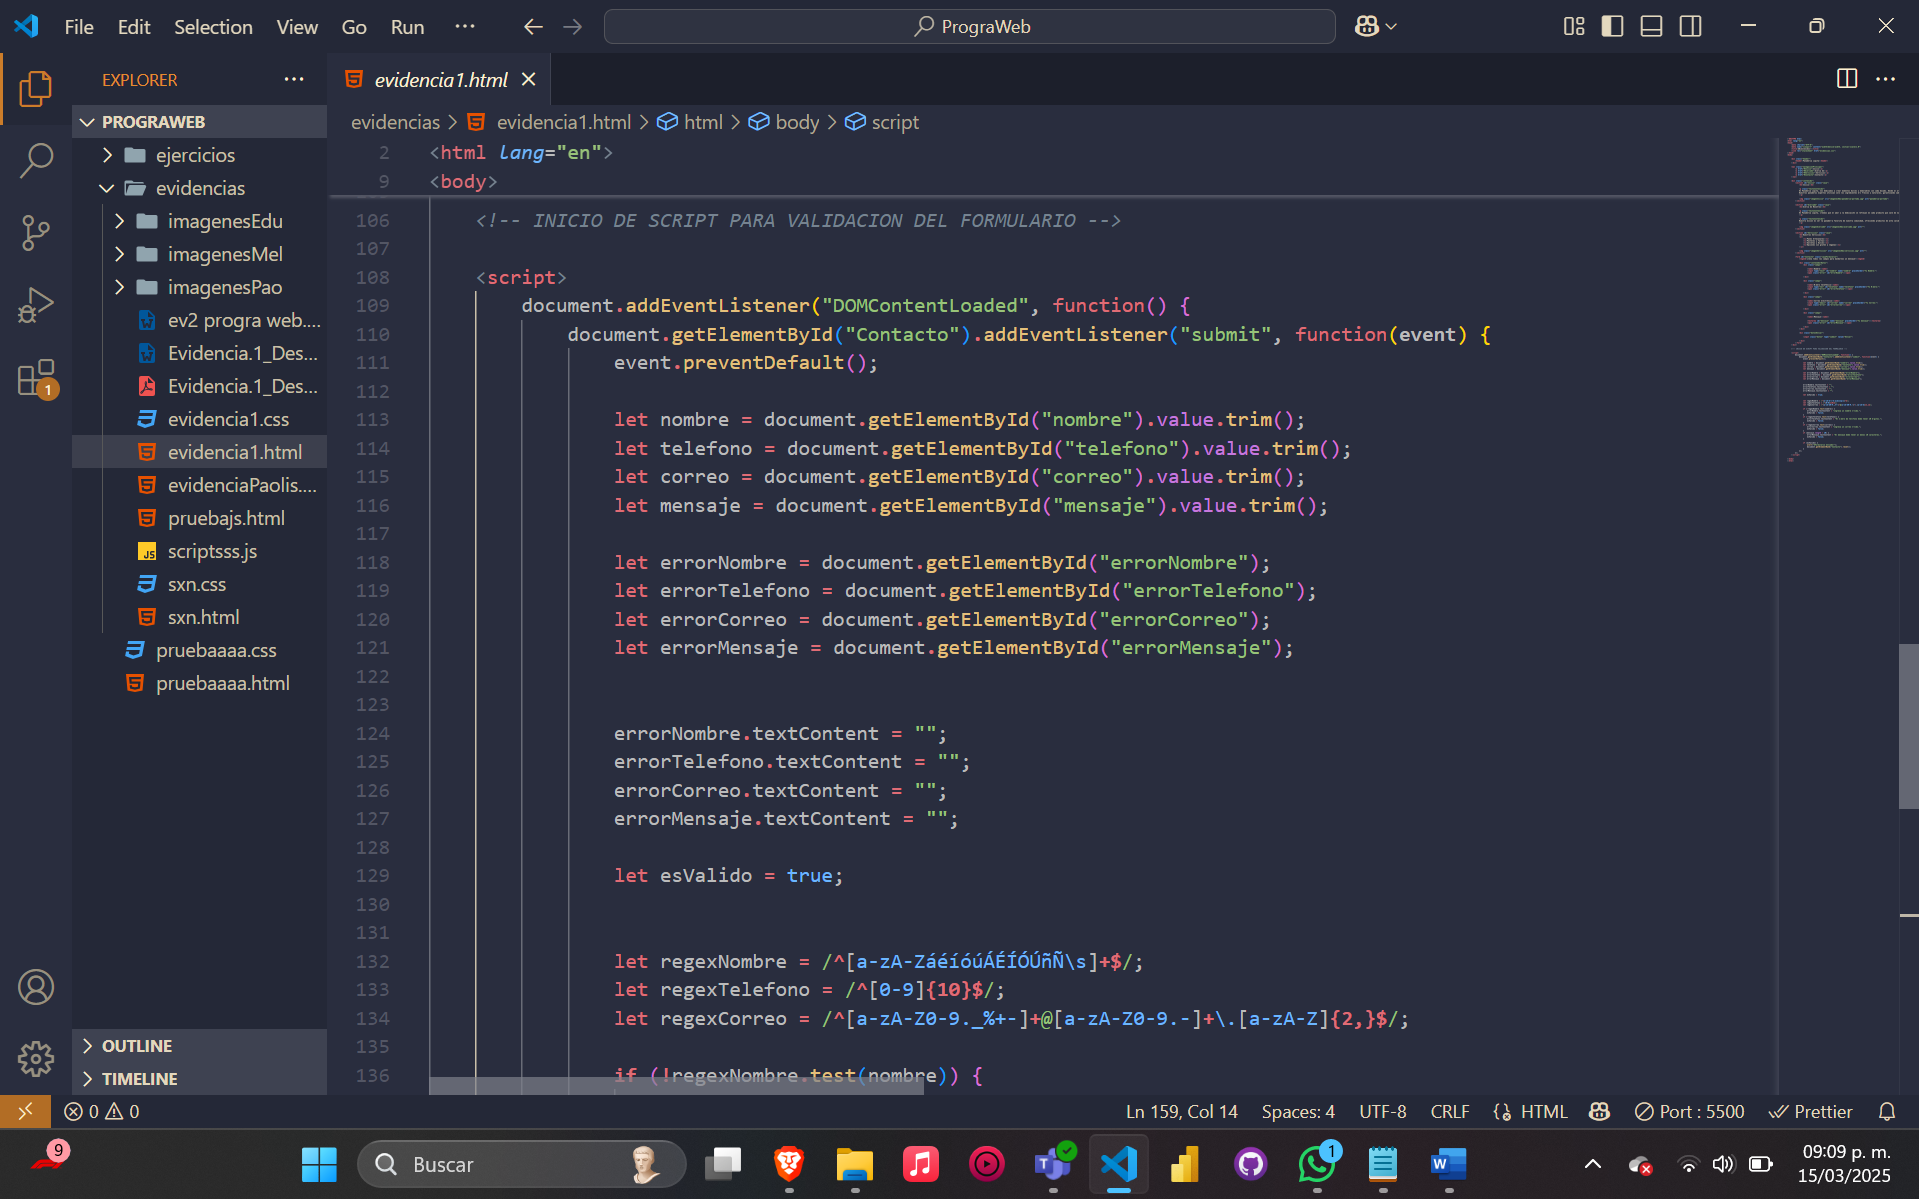 File Edit Selection View Go Run ··· PrograWeb
EXPLORER ···
evidencia1.html
PROGRAWEB
ejercicios
evidencias
imagenesEdu
imagenesMel
imagenesPao
ev2 progra web....
Evidencia.1_Des...
Evidencia.1_Des...
evidencia1.css
evidencia1.html
evidenciaPaolis....
pruebajs.html
JS scriptsss.js
sxn.css
sxn.html
pruebaaaa.css
pruebaaaa.html
OUTLINE
TIMELINE
1
evidencias > evidencia1.html > html > body > script
2 <html lang="en">
9 <body>
106 <!-- INICIO DE SCRIPT PARA VALIDACION DEL FORMULARIO -->
107
108 <script>
109 document.addEventListener("DOMContentLoaded", function() {
110 document.getElementById("Contacto").addEventListener("submit", function(event) {
111 event.preventDefault();
112
113 let nombre = document.getElementById("nombre").value.trim();
114 let telefono = document.getElementById("telefono").value.trim();
115 let correo = document.getElementById("correo").value.trim();
116 let mensaje = document.getElementById("mensaje").value.trim();
117
118 let errorNombre = document.getElementById("errorNombre");
119 let errorTelefono = document.getElementById("errorTelefono");
120 let errorCorreo = document.getElementById("errorCorreo");
121 let errorMensaje = document.getElementById("errorMensaje");
122
123
124 errorNombre.textContent = "";
125 errorTelefono.textContent = "";
126 errorCorreo.textContent = "";
127 errorMensaje.textContent = "";
128
129 let esValido = true;
130
131
132 let regexNombre = /^[a-zA-ZáéíóúÁÉÍÓÚñÑ\s]+$/;
133 let regexTelefono = /^[0-9]{10}$/;
134 let regexCorreo = /^[a-zA-Z0-9._%+-]+@[a-zA-Z0-9.-]+\.[a-zA-Z]{2,}$/;
135
136 if (!regexNombre.test(nombre)) {
0 0 Ln 159, Col 14 Spaces: 4 UTF-8 CRLF HTML Port : 5500 Prettier
9 Buscar 1 09:09 p. m.
15/03/2025